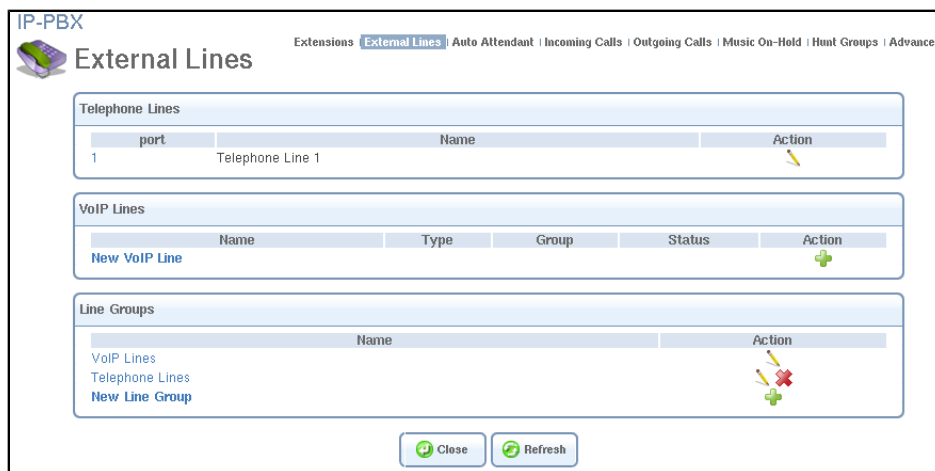 IP-PBX
Extensions | External Lines | Auto Attendant | Incoming Calls | Outgoing Calls | Music On-Hold | Hunt Groups | Advance
External Lines
Telephone Lines
port Name Action
1 Telephone Line 1
VoIP Lines
Name Type Group Status Action
New VoIP Line
Line Groups
Name Action
VoIP Lines
Telephone Lines
New Line Group
Close Refresh